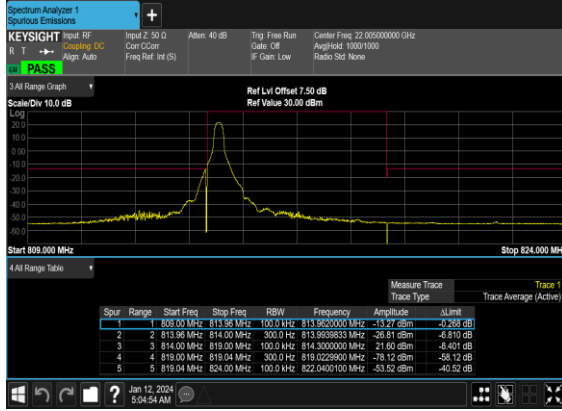 Spectrum Analyzer 1
Spurious Emissions
KEYSIGHT Input: RF Input Z: 50 Ω Atten: 40 dB Trig: Free Run Center Freq: 22.005000000 GHz
R T Coupling: DC Corr CCorr Gate: Off Avg|Hold: 1000/1000
Align: Auto Freq Ref: Int (S) IF Gain: Low Radio Std: None
PASS
3 All Range Graph
Ref Lvl Offset 7.50 dB
Scale/Div 10.0 dB Ref Value 30.00 dBm
Log
20.0
10.0
0.00
-10.0
-20.0
-30.0
-40.0
-50.0
-60.0
Start 809.000 MHz Stop 824.000 MHz
4 All Range Table
Measure Trace Trace 1
Trace Type Trace Average (Active)
Spur Range Start Freq Stop Freq RBW Frequency Amplitude ΔLimit
1 1 809.00 MHz 813.96 MHz 100.0 kHz 813.9620000 MHz -13.27 dBm -0.268 dB
2 2 813.96 MHz 814.00 MHz 300.0 Hz 813.9939833 MHz -26.81 dBm -6.810 dB
3 3 814.00 MHz 819.00 MHz 100.0 kHz 814.3000000 MHz 21.60 dBm -8.401 dB
4 4 819.00 MHz 819.04 MHz 300.0 Hz 819.0229900 MHz -78.12 dBm -58.12 dB
5 5 819.04 MHz 824.00 MHz 100.0 kHz 822.0400100 MHz -53.52 dBm -40.52 dB
Jan 12, 2024
5:04:54 AM